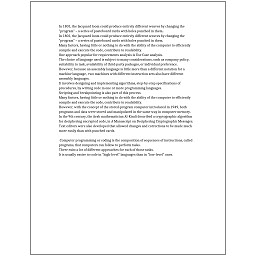 In 1801, the Jacquard loom could produce entirely different weaves by changing the
"program" – a series of pasteboard cards with holes punched in them.
In 1801, the Jacquard loom could produce entirely different weaves by changing the
"program" – a series of pasteboard cards with holes punched in them.
Many factors, having little or nothing to do with the ability of the computer to efficiently
compile and execute the code, contribute to readability.
One approach popular for requirements analysis is Use Case analysis.
The choice of language used is subject to many considerations, such as company policy,
suitability to task, availability of third-party packages, or individual preference.
However, because an assembly language is little more than a different notation for a
machine language, two machines with different instruction sets also have different
assembly languages.
It involves designing and implementing algorithms, step-by-step specifications of
procedures, by writing code in one or more programming languages.
Scripting and breakpointing is also part of this process.
Many factors, having little or nothing to do with the ability of the computer to efficiently
compile and execute the code, contribute to readability.
However, with the concept of the stored-program computer introduced in 1949, both
programs and data were stored and manipulated in the same way in computer memory.
In the 9th century, the Arab mathematician Al-Kindi described a cryptographic algorithm
for deciphering encrypted code, in A Manuscript on Deciphering Cryptographic Messages.
Text editors were also developed that allowed changes and corrections to be made much
more easily than with punched cards.
Computer programming or coding is the composition of sequences of instructions, called
programs, that computers can follow to perform tasks.
There exist a lot of different approaches for each of those tasks.
It is usually easier to code in "high-level" languages than in "low-level" ones.